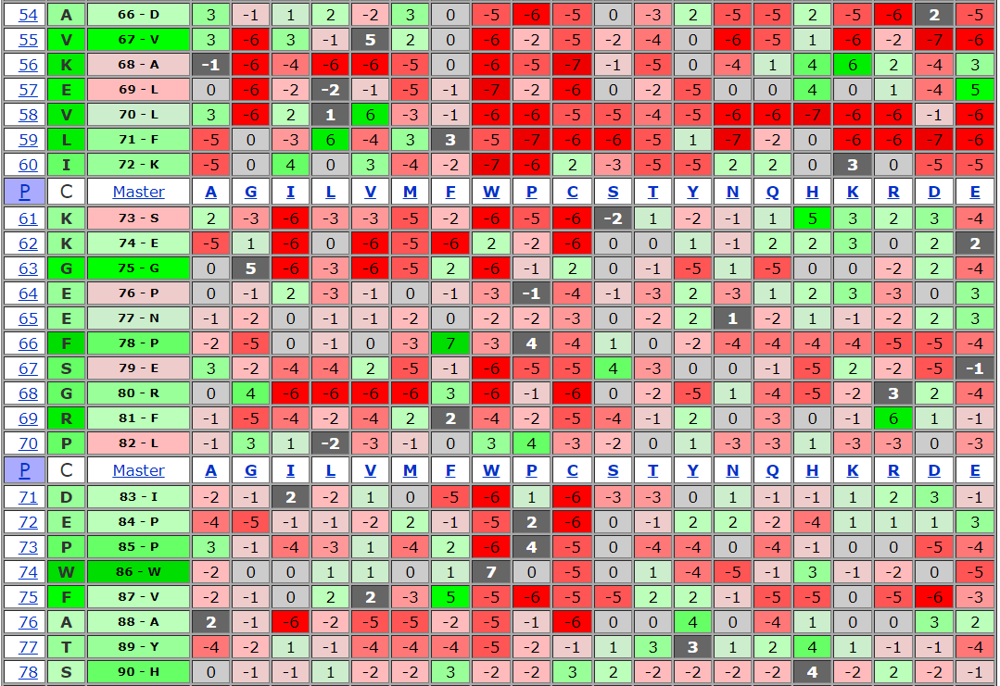 54 A 66 - D 3 -1 1 2 -2 3 0 -5 -6 -5 0 -3 2 -5 -5 2 -5 -6 2 -5
55 V 67 - V 3 -6 3 -1 5 2 0 -6 -2 -5 -2 -4 0 -6 -5 1 -6 -2 -7 -6
56 K 68 - A -1 -6 -4 -6 -6 -5 0 -6 -5 -7 -1 -5 0 -4 1 4 6 2 -4 3
57 E 69 - L 0 -6 -2 -2 -1 -5 -1 -7 -2 -6 0 -2 -5 0 0 4 0 1 -4 5
58 V 70 - L 3 -6 2 1 6 -3 -1 -6 -6 -5 -5 -4 -5 -6 -6 -7 -6 -6 -1 -6
59 L 71 - F -5 0 -3 6 -4 3 3 -5 -7 -6 -6 -5 1 -7 -2 0 -6 -6 -7 -6
60 I 72 - K -5 0 4 0 3 -4 -2 -7 -6 2 -3 -5 -5 2 2 0 3 0 -5 -5
P C Master A G I L V M F W P C S T Y N Q H K R D E
61 K 73 - S 2 -3 -6 -3 -3 -5 -2 -6 -5 -6 -2 1 -2 -1 1 5 3 2 3 -4
62 K 74 - E -5 1 -6 0 -6 -5 -6 2 -2 -6 0 0 1 -1 2 2 3 0 2 2
63 G 75 - G 0 5 -6 -3 -6 -5 2 -6 -1 2 0 -1 -5 1 -5 0 0 -2 2 -4
64 E 76 - P 0 -1 2 -3 -1 0 -1 -3 -1 -4 -1 -3 2 -3 1 2 3 -3 0 3
65 E 77 - N -1 -2 0 -1 -1 -2 0 -2 -2 -3 0 -2 2 1 -2 1 -1 -2 2 3
66 F 78 - P -2 -5 0 -1 0 -3 7 -3 4 -4 1 0 -2 -4 -4 -4 -4 -5 -5 -4
67 S 79 - E 3 -2 -4 -4 2 -5 -1 -6 -5 -5 4 -3 0 0 -1 -5 2 -2 -5 -1
68 G 80 - R 0 4 -6 -6 -6 -6 3 -6 -1 -6 0 -2 -5 1 -4 -5 -2 3 2 -4
69 R 81 - F -1 -5 -4 -2 -4 2 2 -4 -2 -5 -4 -1 2 0 -3 0 -1 6 1 -1
70 P 82 - L -1 3 1 -2 -3 -1 0 3 4 -3 -2 0 1 -3 -3 1 -3 -3 0 -3
P C Master A G I L V M F W P C S T Y N Q H K R D E
71 D 83 - I -2 -1 2 -2 1 0 -5 -6 1 -6 -3 -3 0 1 -1 -1 1 2 3 -1
72 E 84 - P -4 -5 -1 -1 -2 2 -1 -5 2 -6 0 -1 2 2 -2 -4 1 1 1 3
73 P 85 - P 3 -1 -4 -3 1 -4 2 -6 4 -5 0 -4 -4 0 -4 -1 0 0 -5 -4
74 W 86 - W -2 0 0 1 1 0 1 7 0 -5 0 1 -4 -5 -1 3 -1 -2 0 -5
75 F 87 - V -2 -1 0 2 2 -3 5 -5 -6 -5 -5 2 2 -1 -5 -5 0 -5 -6 -3
76 A 88 - A 2 -1 -6 -2 -5 -5 -2 -5 -1 -6 0 0 4 0 -4 1 0 0 3 2
77 T 89 - Y -4 -2 1 -1 -4 -4 -4 -5 -2 -1 1 3 3 1 2 4 1 -1 -1 -4
78 S 90 - H 0 -1 -1 1 -2 -2 3 -2 -2 3 2 -2 -2 -2 -2 4 -2 2 -2 -1